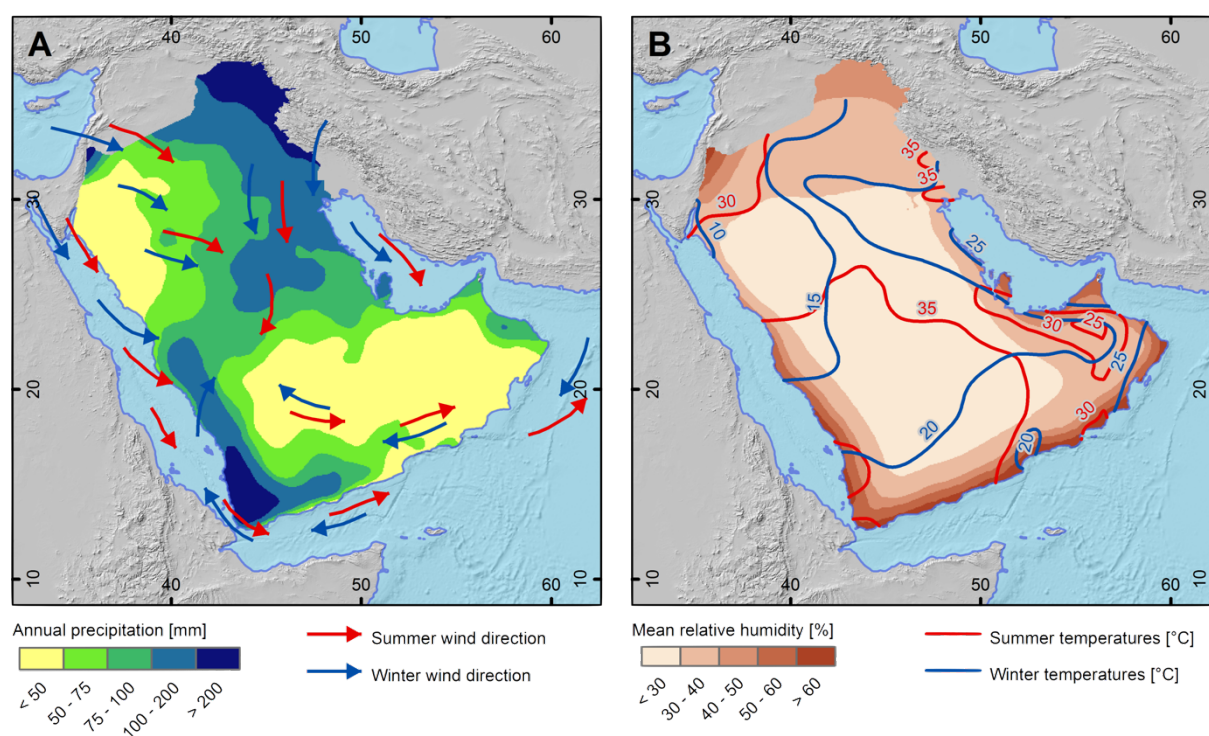 A
40
50
60
30
20
10
30
20
10
40
50
60
Annual precipitation [mm]
< 50
50 - 75
75 - 100
100 - 200
> 200
Summer wind direction
Winter wind direction
B
40
50
60
30
20
10
35
35
30
10
25
15
35
30
25
25
20
20
30
30
20
10
40
50
60
Mean relative humidity [%]
< 30
30 - 40
40 - 50
50 - 60
> 60
Summer temperatures [°C]
Winter temperatures [°C]